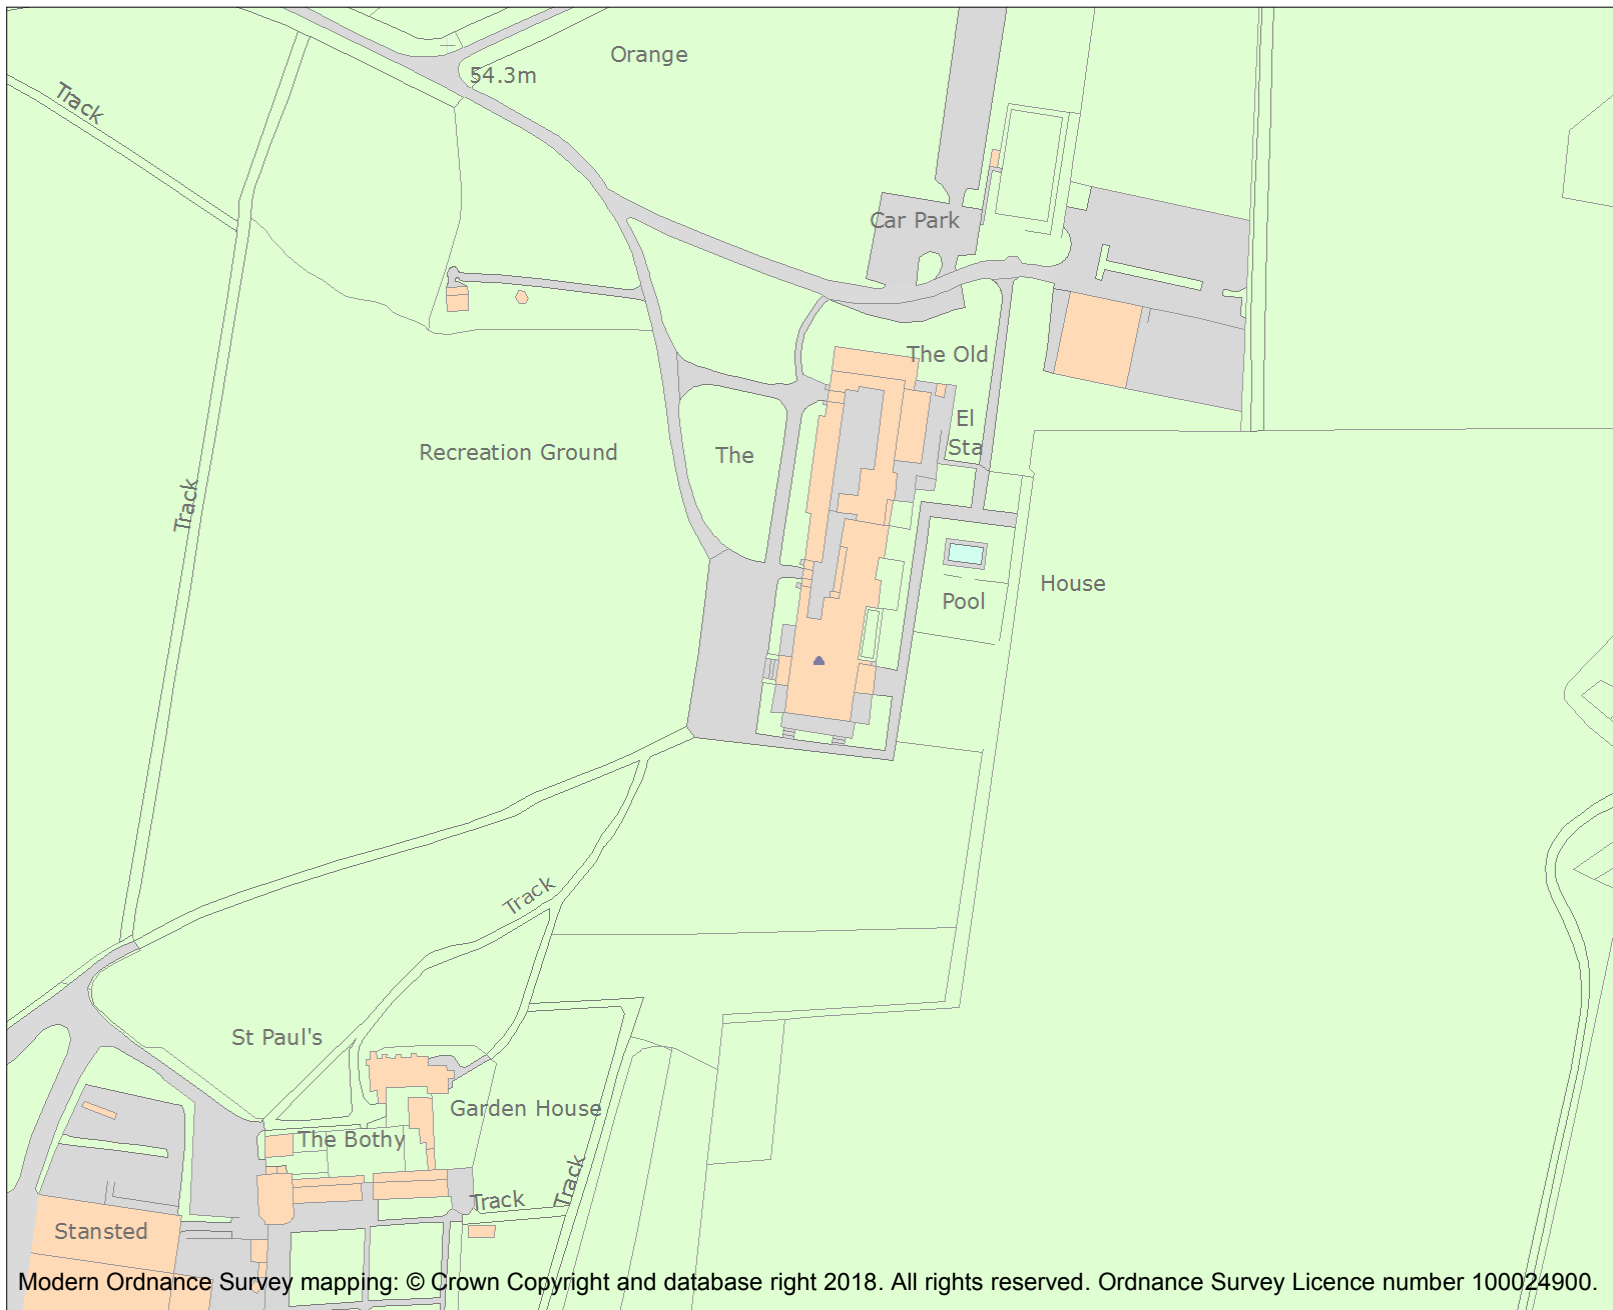 Orange
54.3m
Track
Car Park
The Old
El
Sta
Recreation Ground
The
Track
House
Pool
Track
St Paul's
Garden House
The Bothy
Track
Track
Stansted
Modern Ordnance Survey mapping: © Crown Copyright and database right 2018. All rights reserved. Ordnance Survey Licence number 100024900.